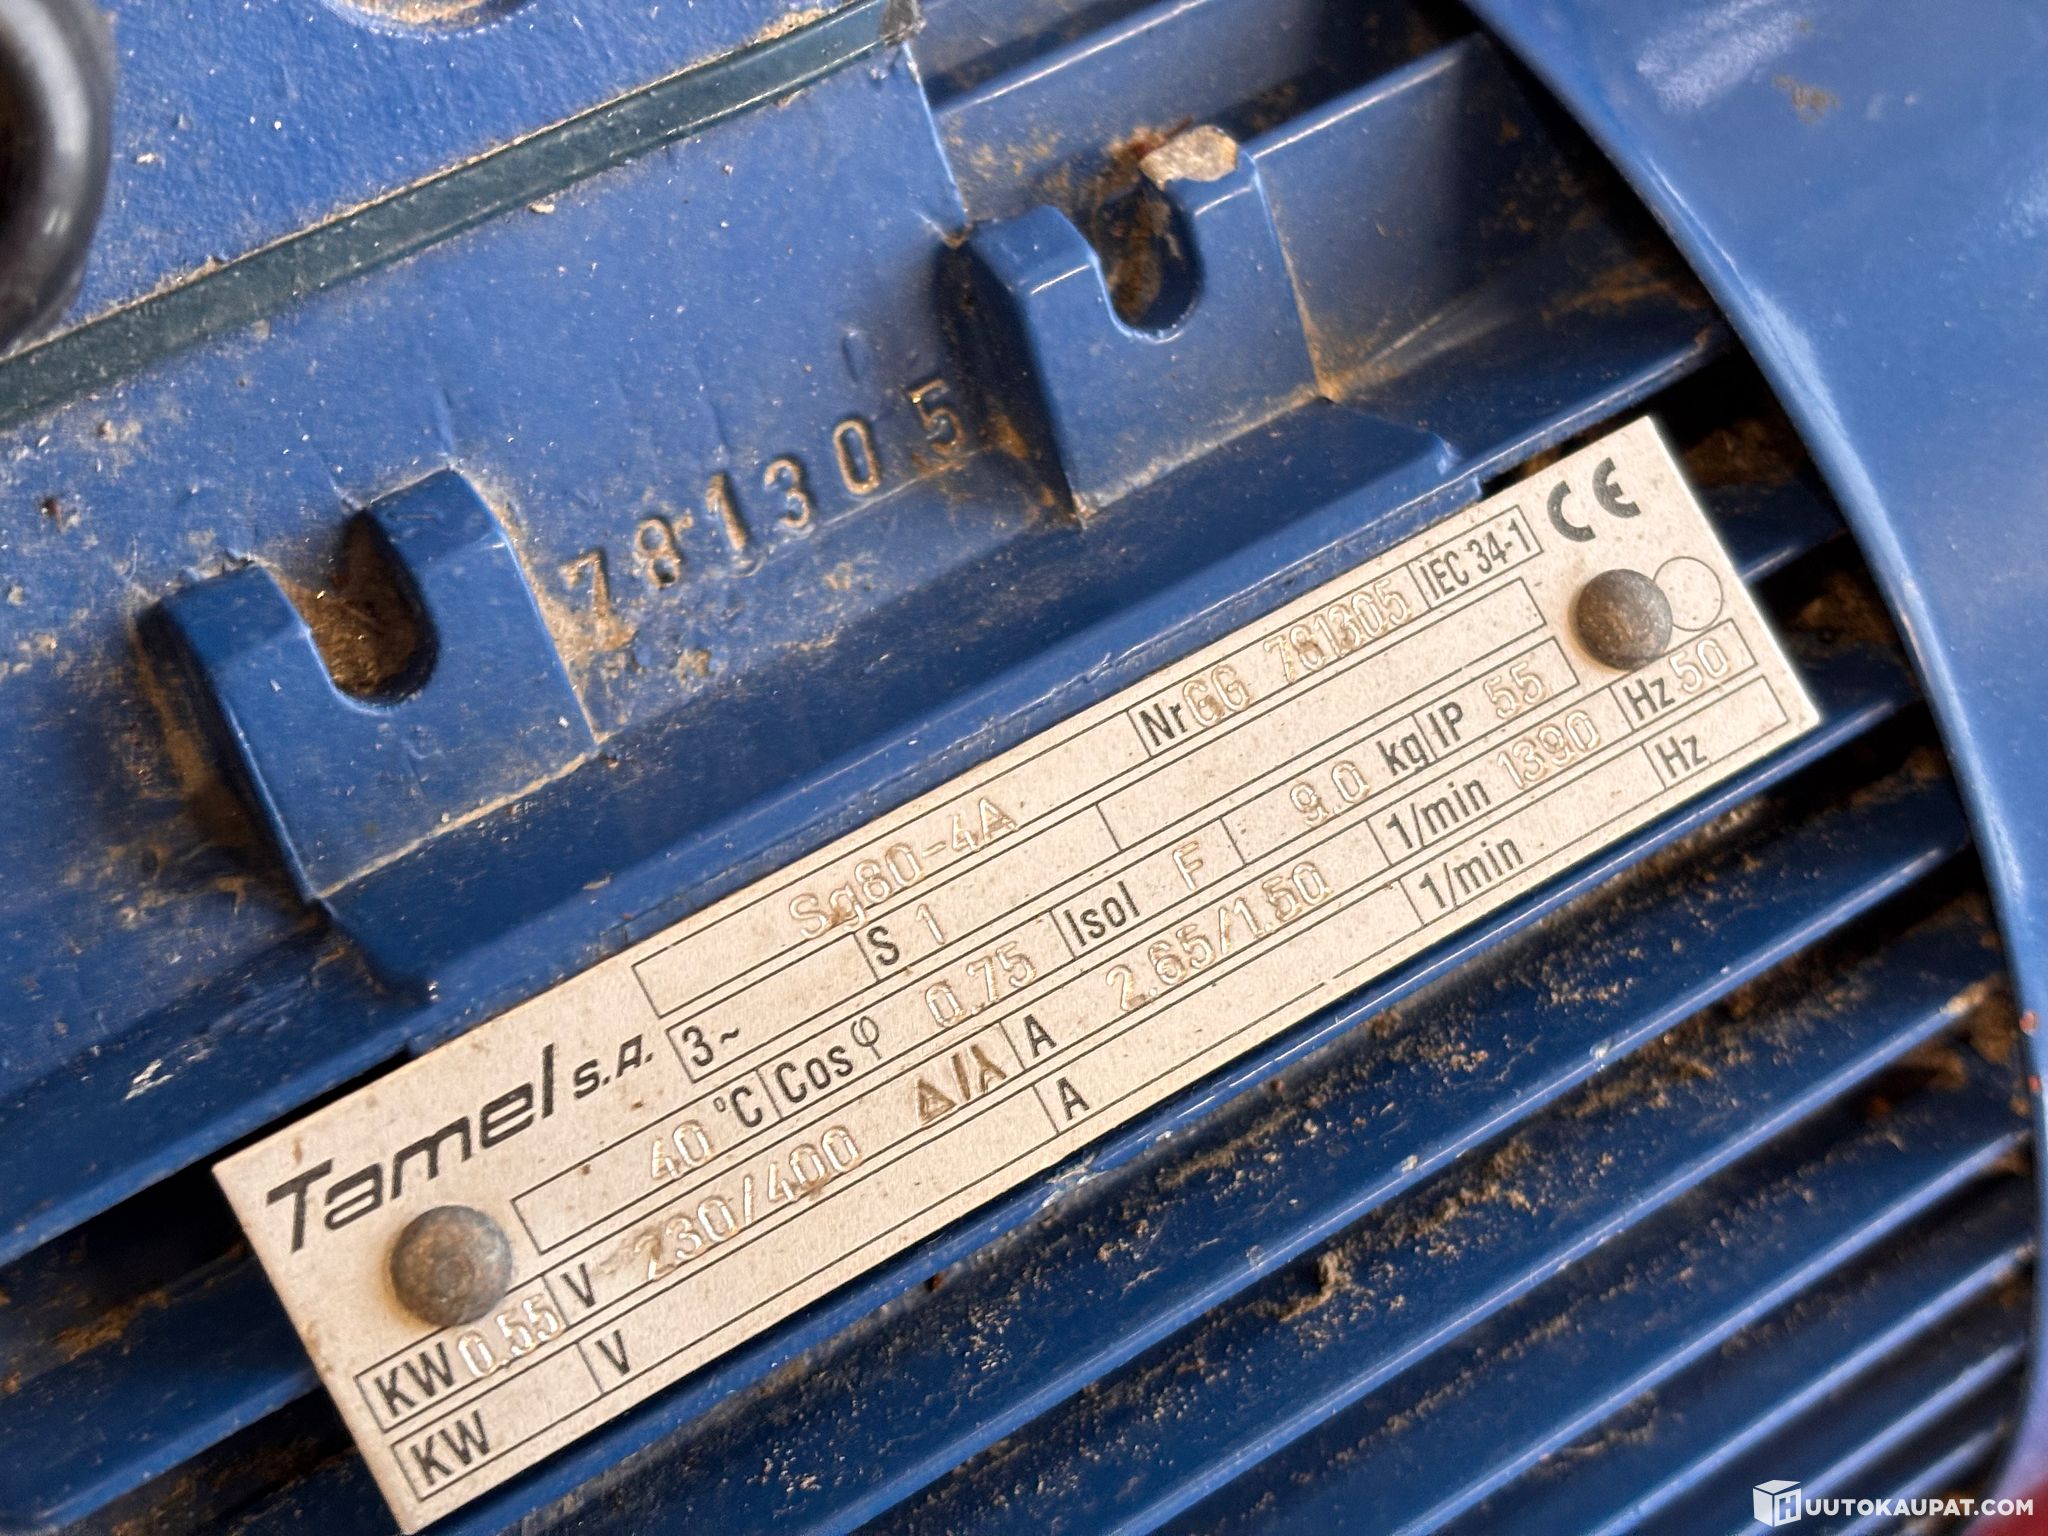 781305
Tamel s.A. Sg80-4A Nr GG 781305 IEC 34-1 CE
3~ S 1
40 °C Cosφ 0.75 Isol F 9.0 kg IP 55
KW 0.55 V 230/400 Δ/Y A 2.65/1.50 1/min 1390 Hz 50
KW V A 1/min Hz
HUUTOKAUPAT.COM